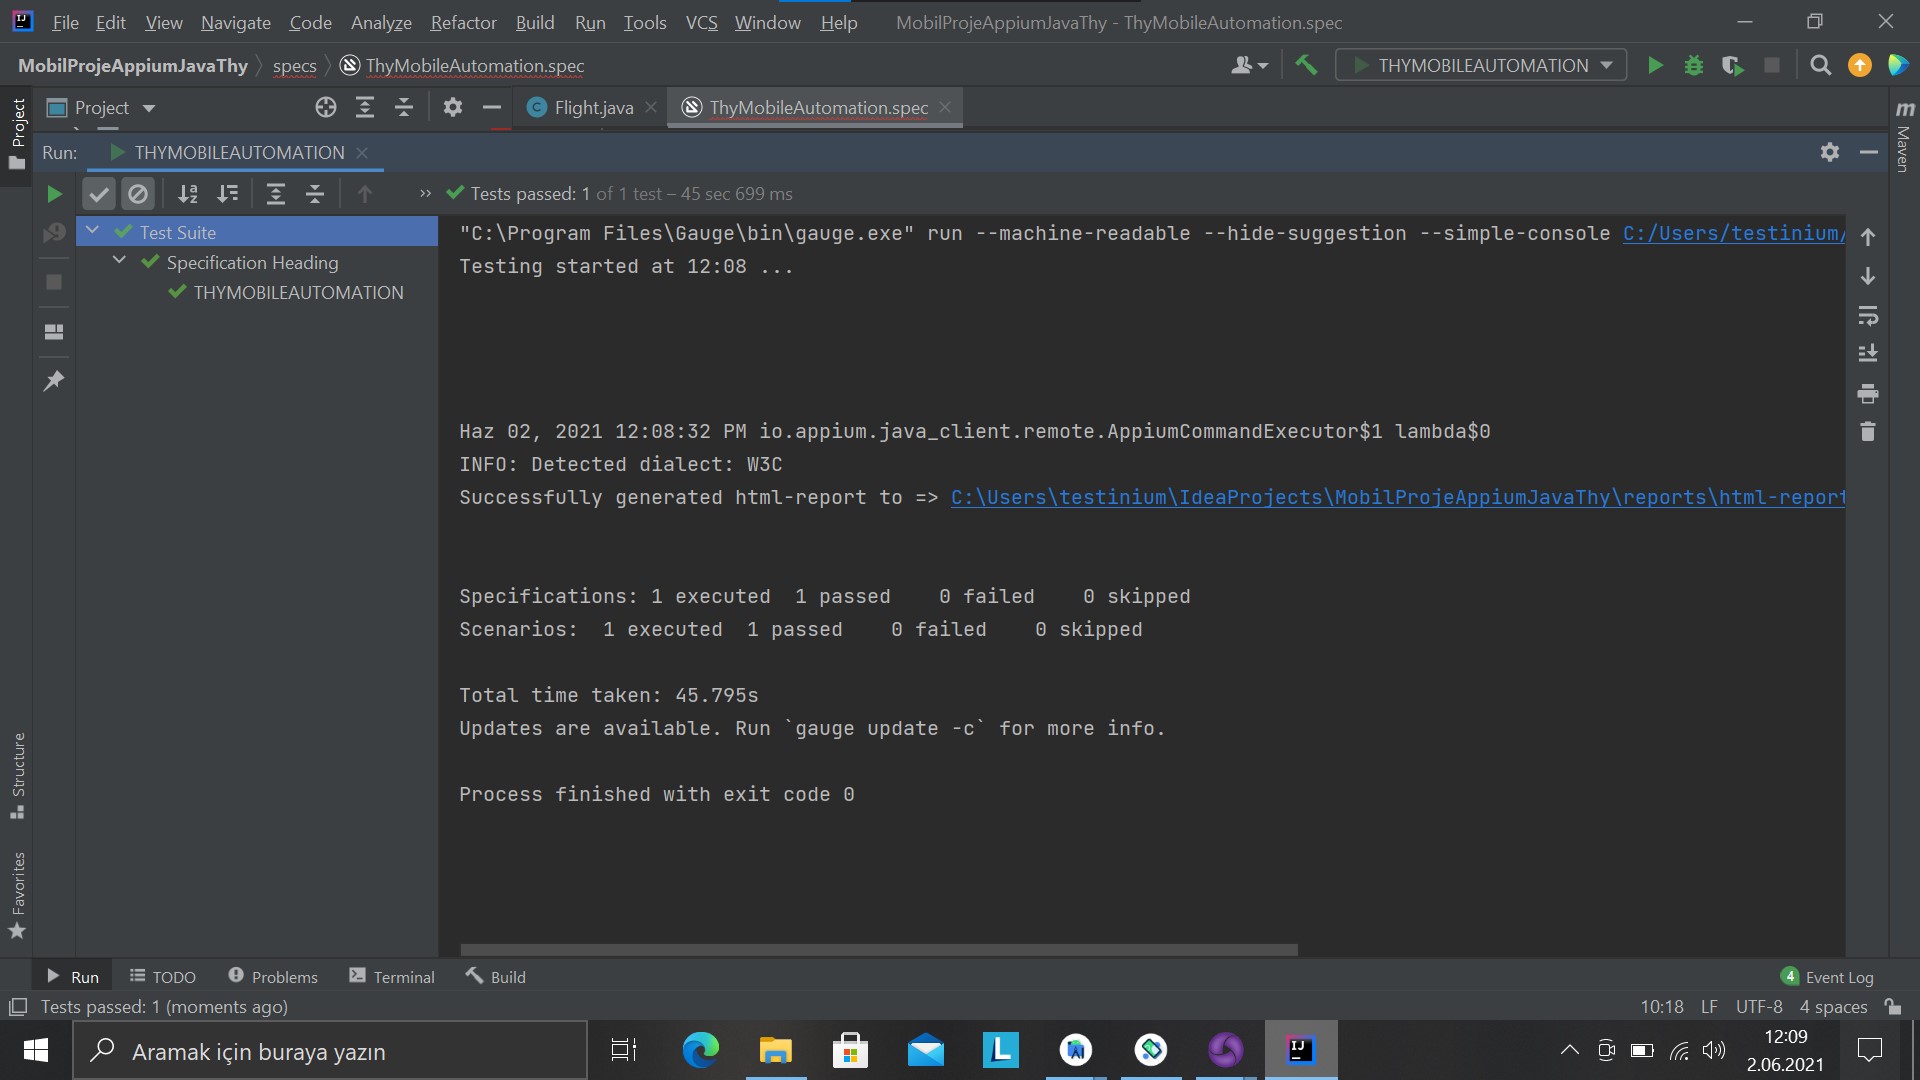 File Edit View Navigate Code Analyze Refactor Build Run Tools VCS Window Help MobilProjeAppiumJavaThy - ThyMobileAutomation.spec
MobilProjeAppiumJavaThy specs ThyMobileAutomation.spec THYMOBILEAUTOMATION
Project Project Flight.java ThyMobileAutomation.spec
m Maven
Run: THYMOBILEAUTOMATION
» Tests passed: 1 of 1 test – 45 sec 699 ms
Test Suite
Specification Heading
THYMOBILEAUTOMATION
"C:\Program Files\Gauge\bin\gauge.exe" run --machine-readable --hide-suggestion --simple-console C:/Users/testinium/
Testing started at 12:08 ...
Haz 02, 2021 12:08:32 PM io.appium.java_client.remote.AppiumCommandExecutor$1 lambda$0
INFO: Detected dialect: W3C
Successfully generated html-report to => C:\Users\testinium\IdeaProjects\MobilProjeAppiumJavaThy\reports\html-report
Specifications: 1 executed 1 passed 0 failed 0 skipped
Scenarios: 1 executed 1 passed 0 failed 0 skipped
Total time taken: 45.795s
Updates are available. Run `gauge update -c` for more info.
Process finished with exit code 0
Structure
Favorites
Run TODO Problems Terminal Build 4 Event Log
Tests passed: 1 (moments ago) 10:18 LF UTF-8 4 spaces
Aramak için buraya yazın
12:09
2.06.2021